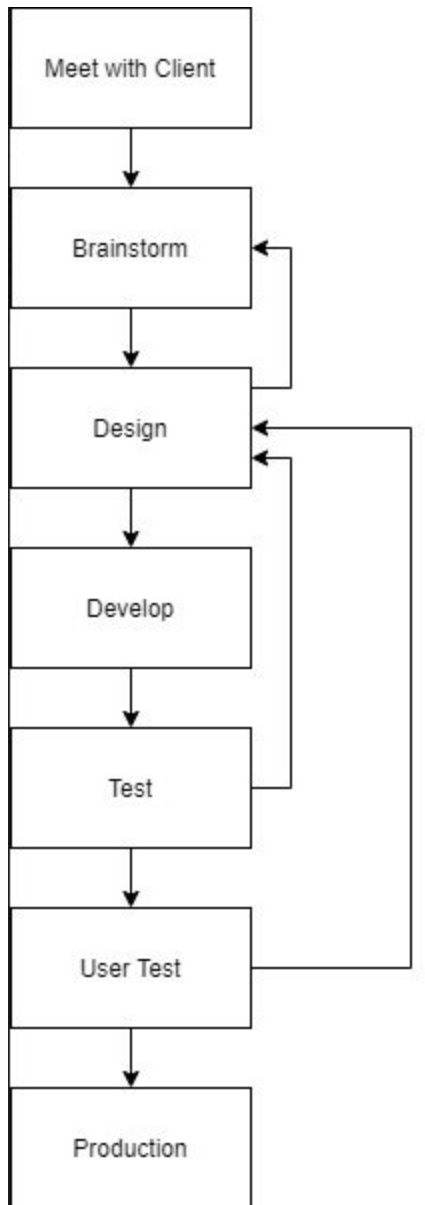 Meet with Client
Brainstorm
Design
Develop
Test
User Test
Production